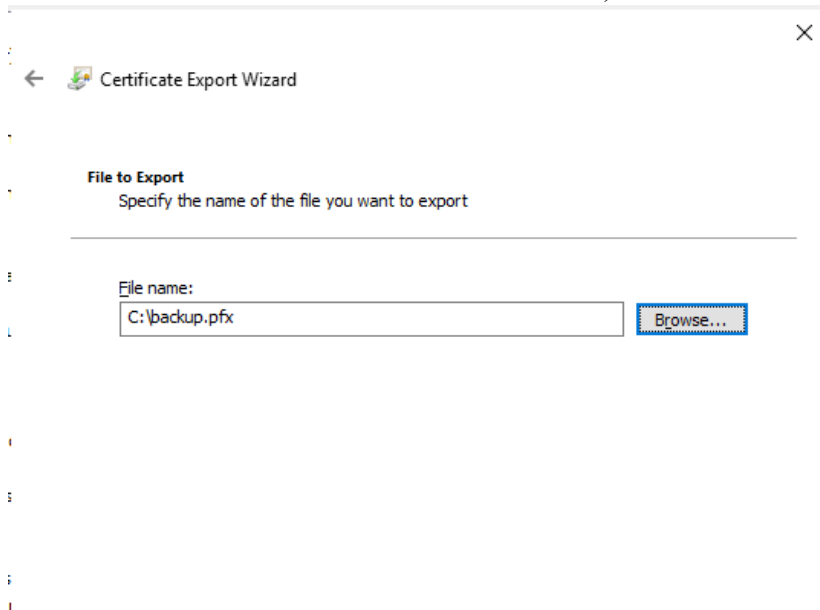 Certificate Export Wizard
File to Export
Specify the name of the file you want to export
File name:
C:\backup.pfx
Browse...